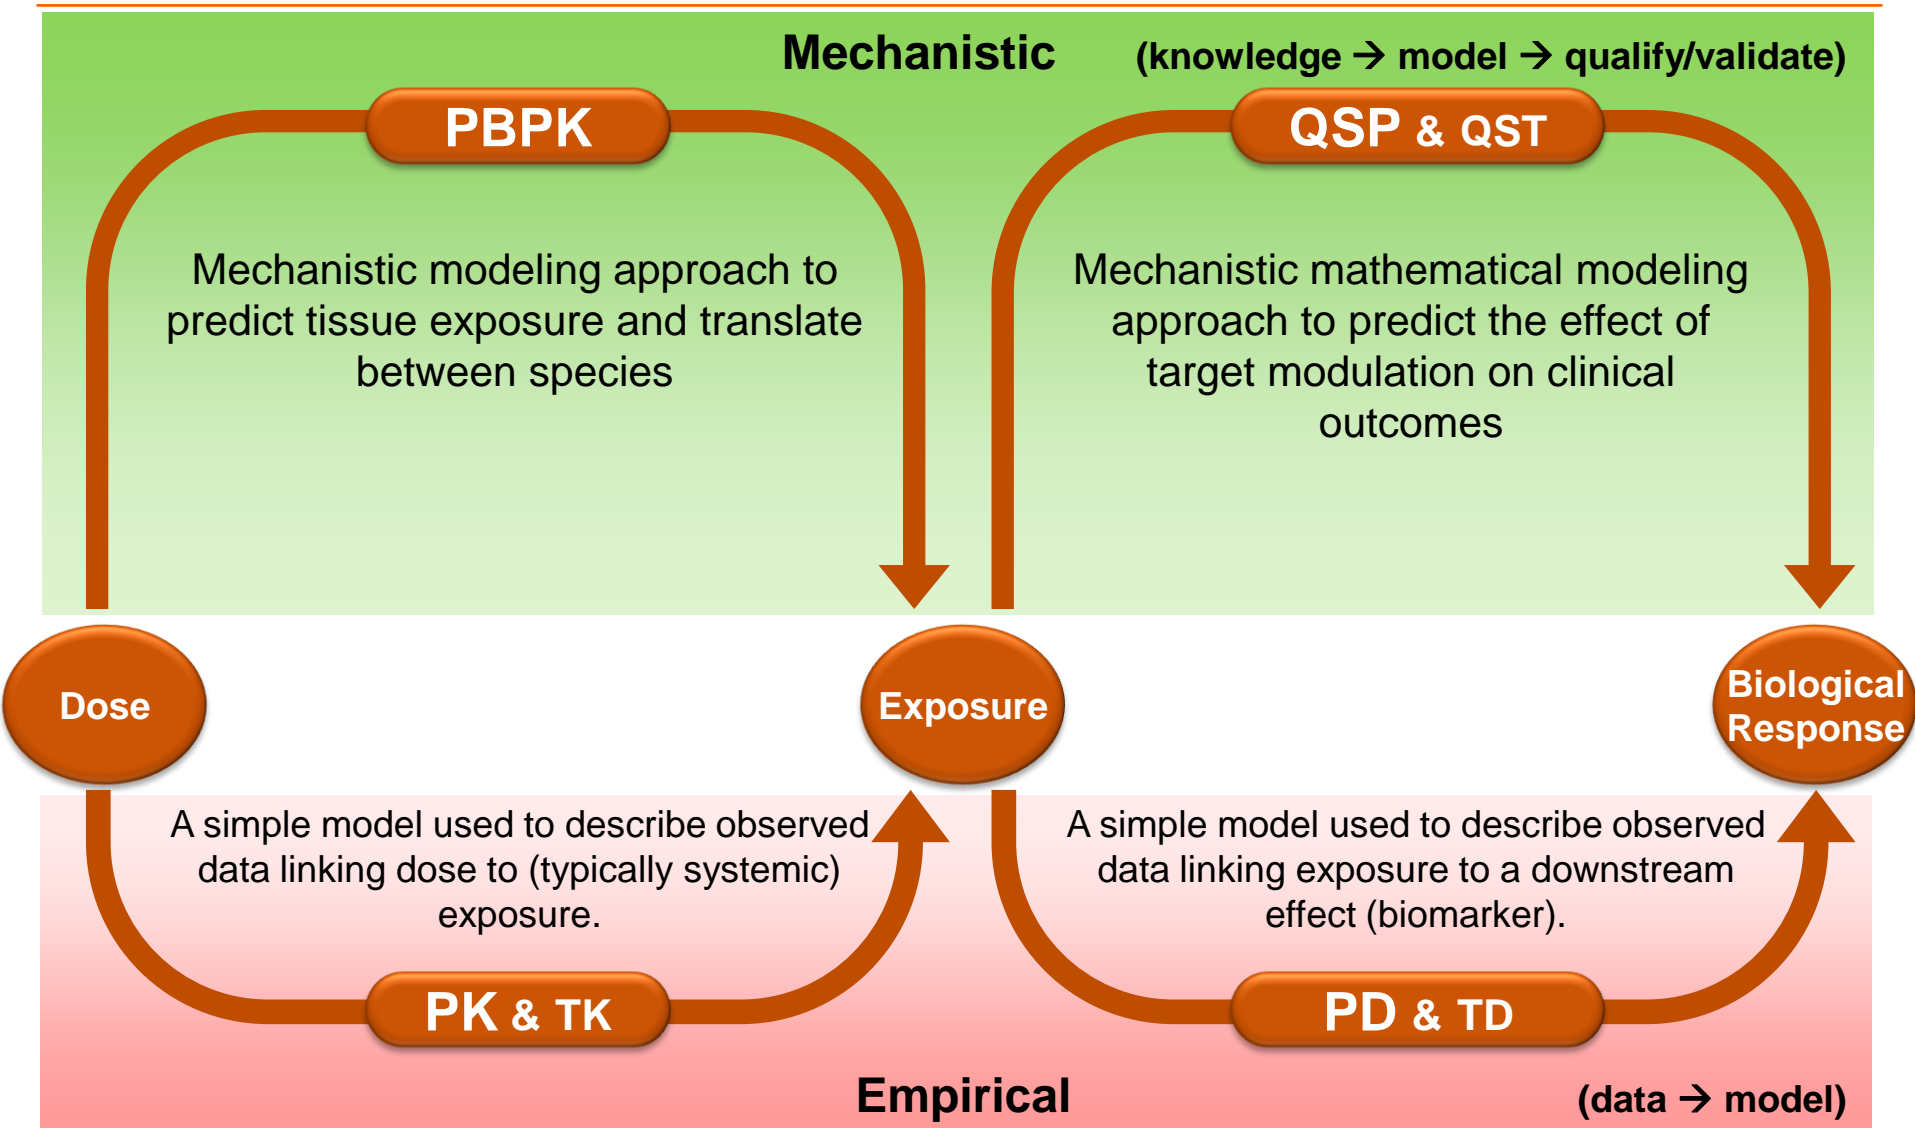 Mechanistic (knowledge → model → qualify/validate)
PBPK
QSP & QST
Mechanistic modeling approach to
predict tissue exposure and translate
between species
Mechanistic mathematical modeling
approach to predict the effect of
target modulation on clinical
outcomes
Dose
Exposure
Biological
Response
A simple model used to describe observed
data linking dose to (typically systemic)
exposure.
A simple model used to describe observed
data linking exposure to a downstream
effect (biomarker).
PK & TK
PD & TD
Empirical (data → model)